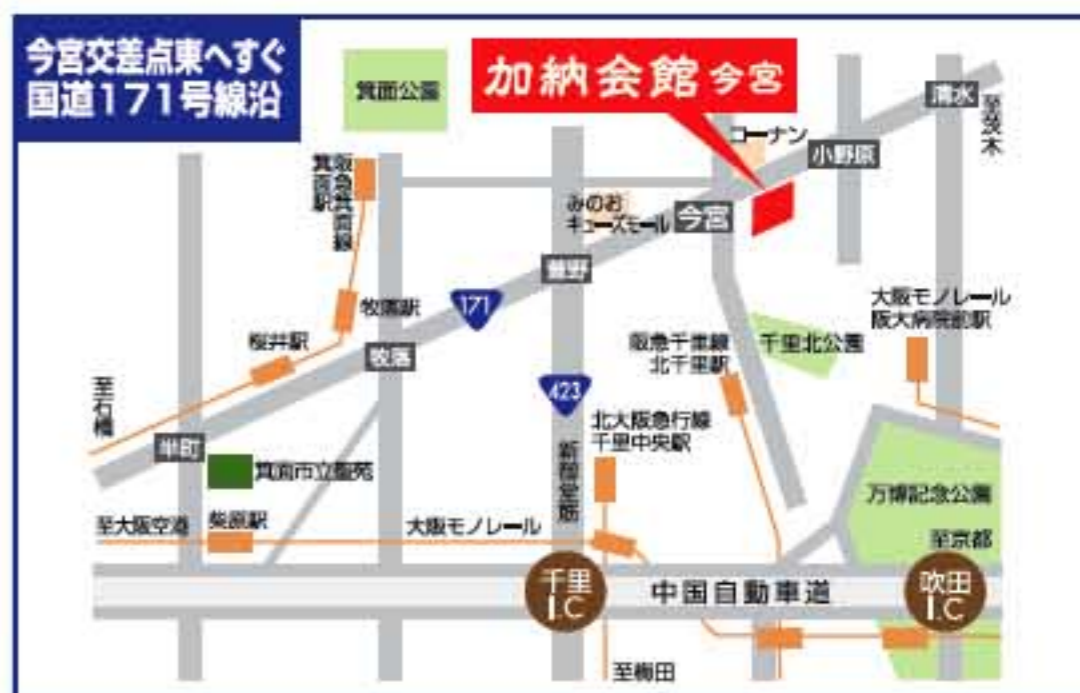 今宮交差点東へすぐ
国道171号線沿
箕面公園
加納会館 今宮
清水
至茨木
コーナン
小野原
阪急箕面線
箕面駅
みのお
キューズモール
今宮
萱野
171
牧落駅
牧落
桜井駅
至石橋
半町
箕面市立聖苑
423
新御堂筋
阪急千里線
北千里駅
千里北公園
大阪モノレール
阪大病院前駅
北大阪急行線
千里中央駅
万博記念公園
至大阪空港
柴原駅
大阪モノレール
至京都
千里
I.C
中国自動車道
吹田
I.C
至梅田